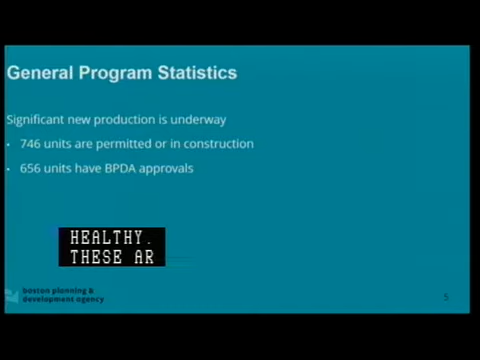 General Program Statistics
Significant new production is underway
• 746 units are permitted or in construction
• 656 units have BPDA approvals
HEALTHY.
THESE AR
boston planning &
development agency
5